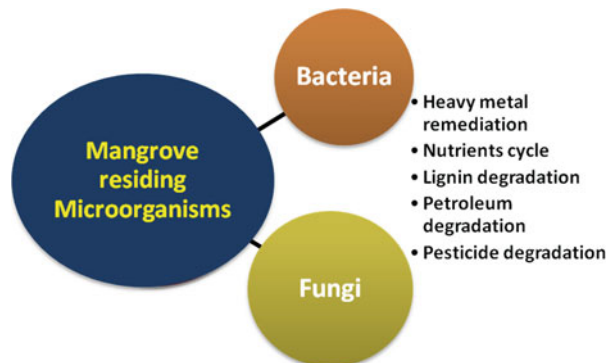 Bacteria
Mangrove
residing
Microorganisms
• Heavy metal
remediation
• Nutrients cycle
• Lignin degradation
• Petroleum
degradation
• Pesticide degradation
Fungi